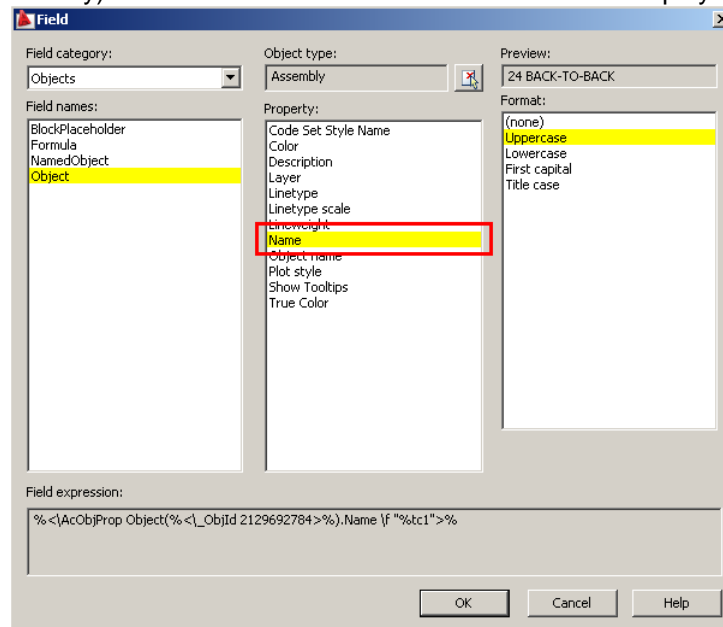 Field
Field category:
Objects
Field names:
BlockPlaceholder
Formula
NamedObject
Object
Object type:
Assembly
Property:
Code Set Style Name
Color
Description
Layer
Linetype
Linetype scale
Lineweight
Name
Object name
Plot style
Show Tooltips
True Color
Preview:
24 BACK-TO-BACK
Format:
(none)
Uppercase
Lowercase
First capital
Title case
Field expression:
%<\AcObjProp Object(%<\_ObjId 2129692784>%).Name \f "%tc1">%
OK
Cancel
Help